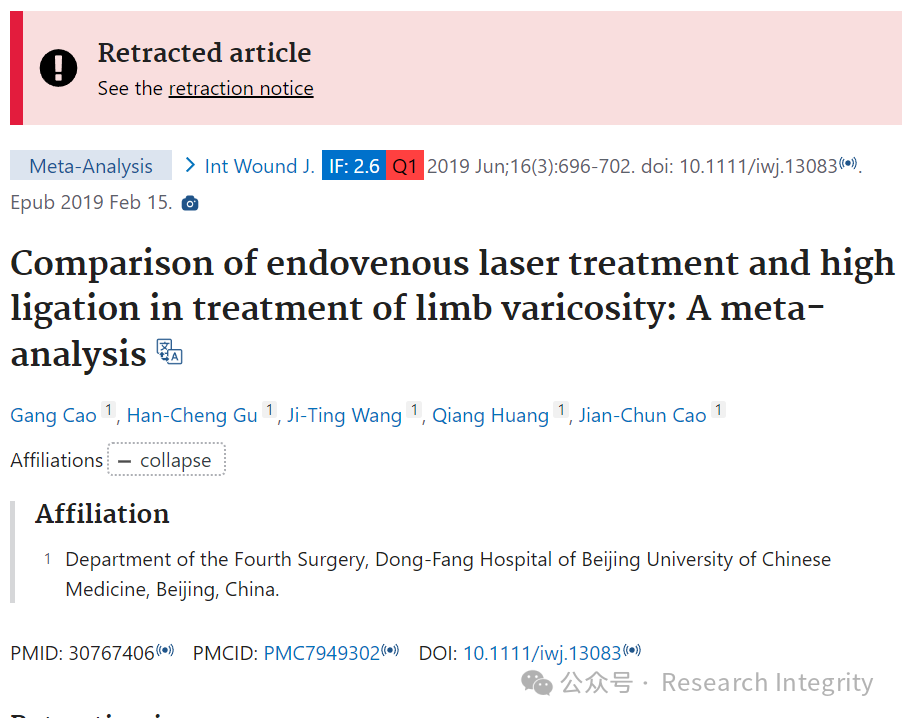 Retracted article
See the retraction notice
Meta-Analysis > Int Wound J. IF: 2.6 Q1 2019 Jun;16(3):696-702. doi: 10.1111/iwj.13083.
Epub 2019 Feb 15.
Comparison of endovenous laser treatment and high
ligation in treatment of limb varicosity: A meta-
analysis
Gang Cao 1, Han-Cheng Gu 1, Ji-Ting Wang 1, Qiang Huang 1, Jian-Chun Cao 1
Affiliations — collapse
Affiliation
1 Department of the Fourth Surgery, Dong-Fang Hospital of Beijing University of Chinese
Medicine, Beijing, China.
PMID: 30767406 PMCID: PMC7949302 DOI: 10.1111/iwj.13083
公众号 · Research Integrity